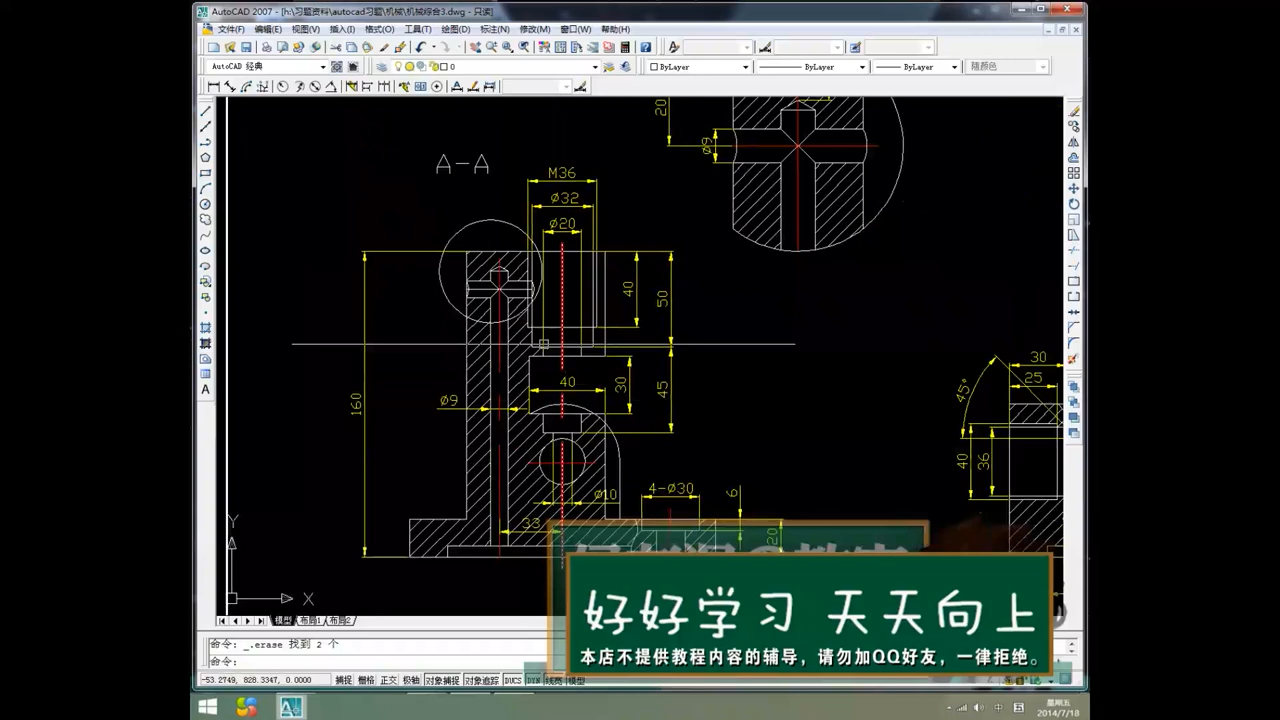 AutoCAD 2007 - [h:\习题资料\autocad习题\机械\机械综合3.dwg - 只读]
文件(F) 编辑(E) 视图(V) 插入(I) 格式(O) 工具(T) 绘图(D) 标注(N) 修改(M) 窗口(W) 帮助(H)
AutoCAD 经典 0 ByLayer ByLayer ByLayer 随颜色
20
ø9
A-A
M36
ø32
ø20
40
50
30
25
45°
40
30
45
160
ø9
40
36
4-ø30
6
ø10
33
20
Y
X
好好学习 天天向上
本店不提供教程内容的辅导，请勿加QQ好友，一律拒绝。
模型 布局1 布局2
命令: _.erase 找到 2 个
命令:
-53.2749, 828.3347, 0.0000 捕捉 栅格 正交 极轴 对象捕捉 对象追踪 DUCS DYN 线宽 模型
中
五
星期五
2014/7/18